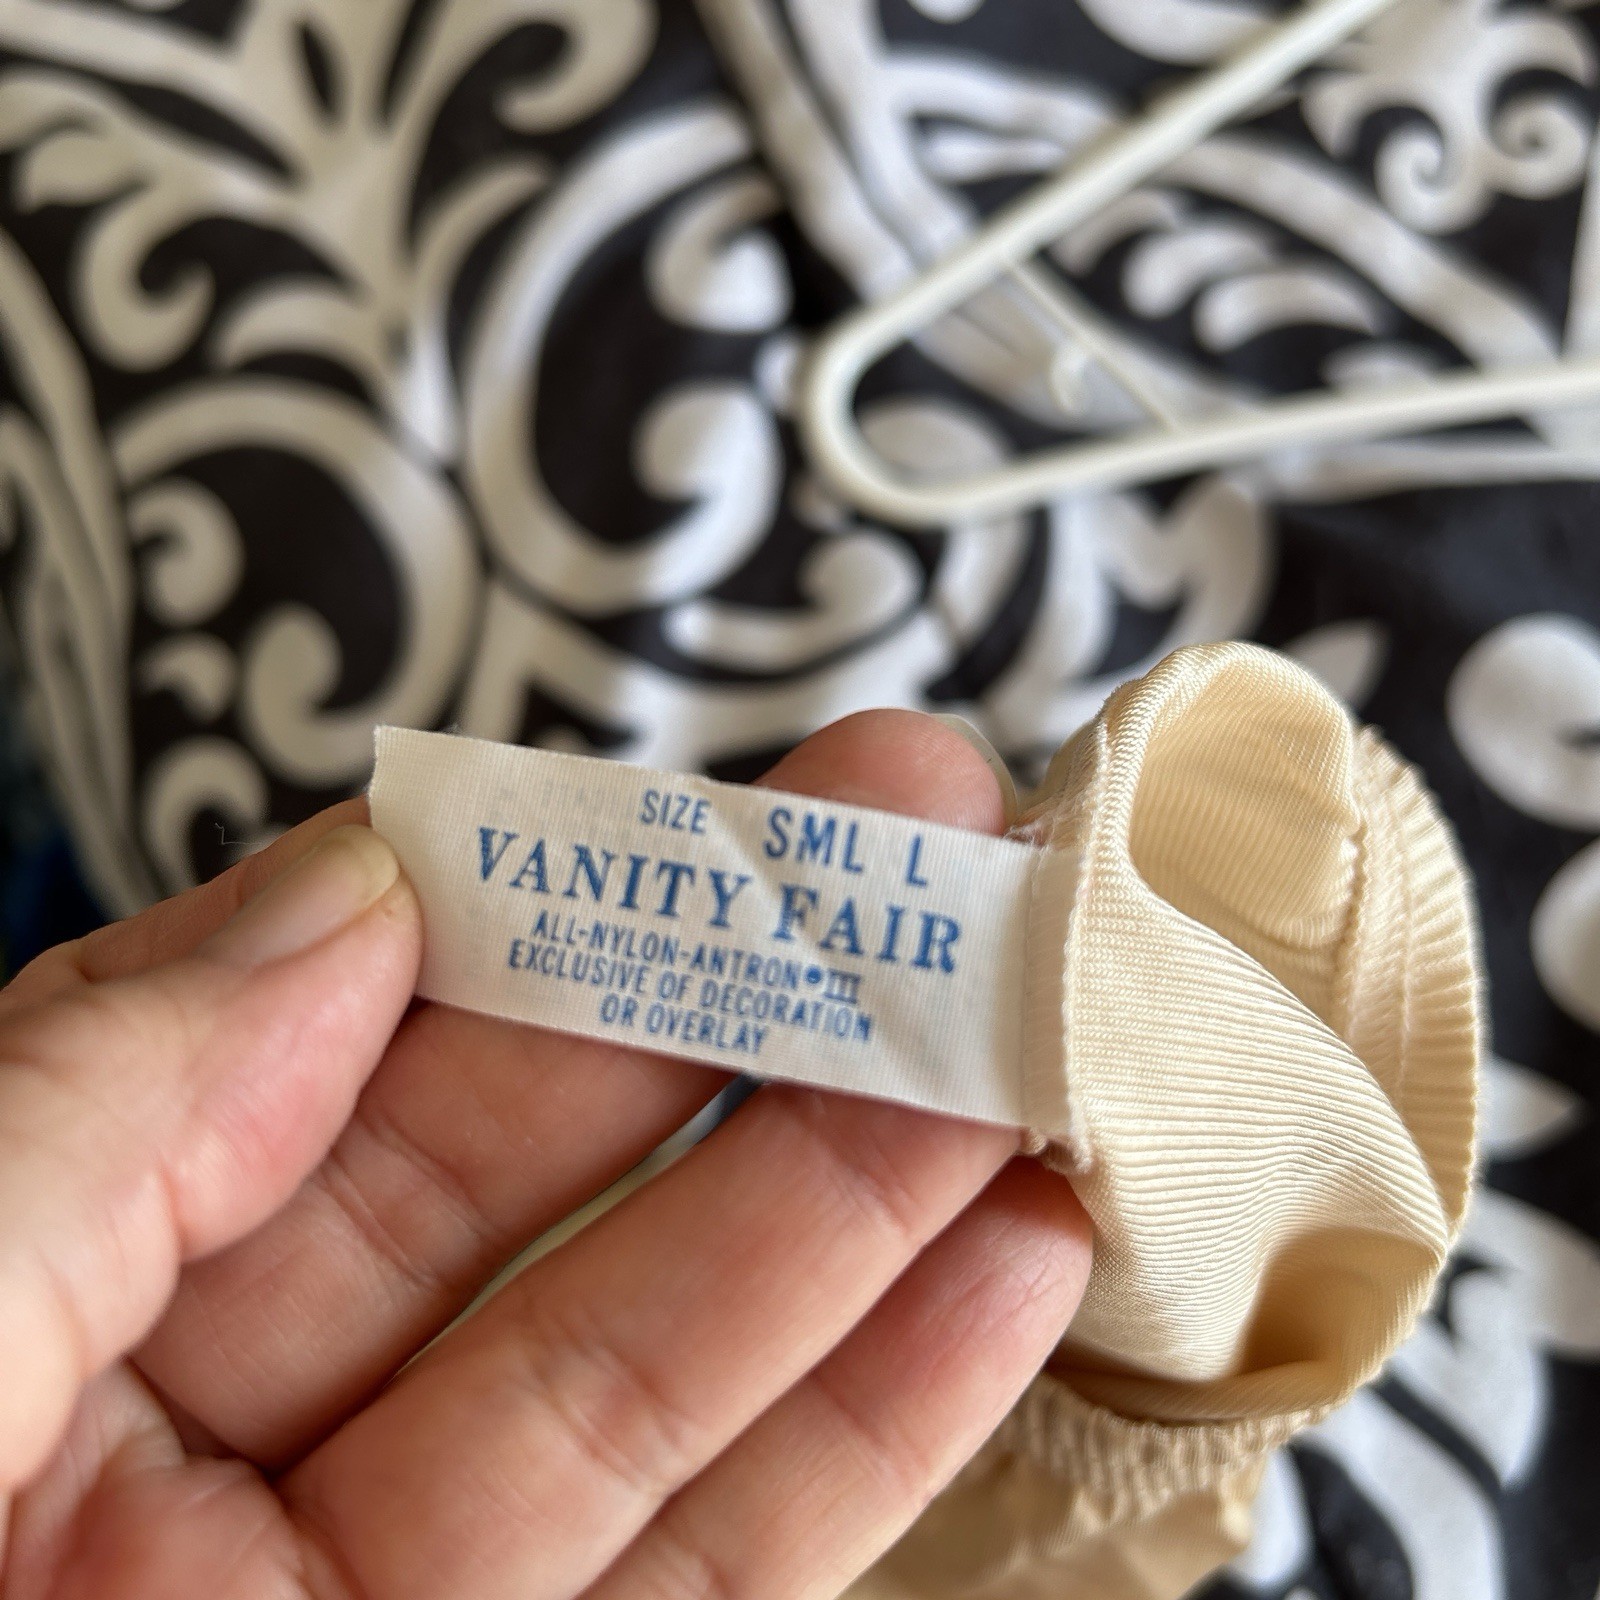 SIZE SML L
VANITY FAIR
ALL-NYLON-ANTRON®III
EXCLUSIVE OF DECORATION
OR OVERLAY